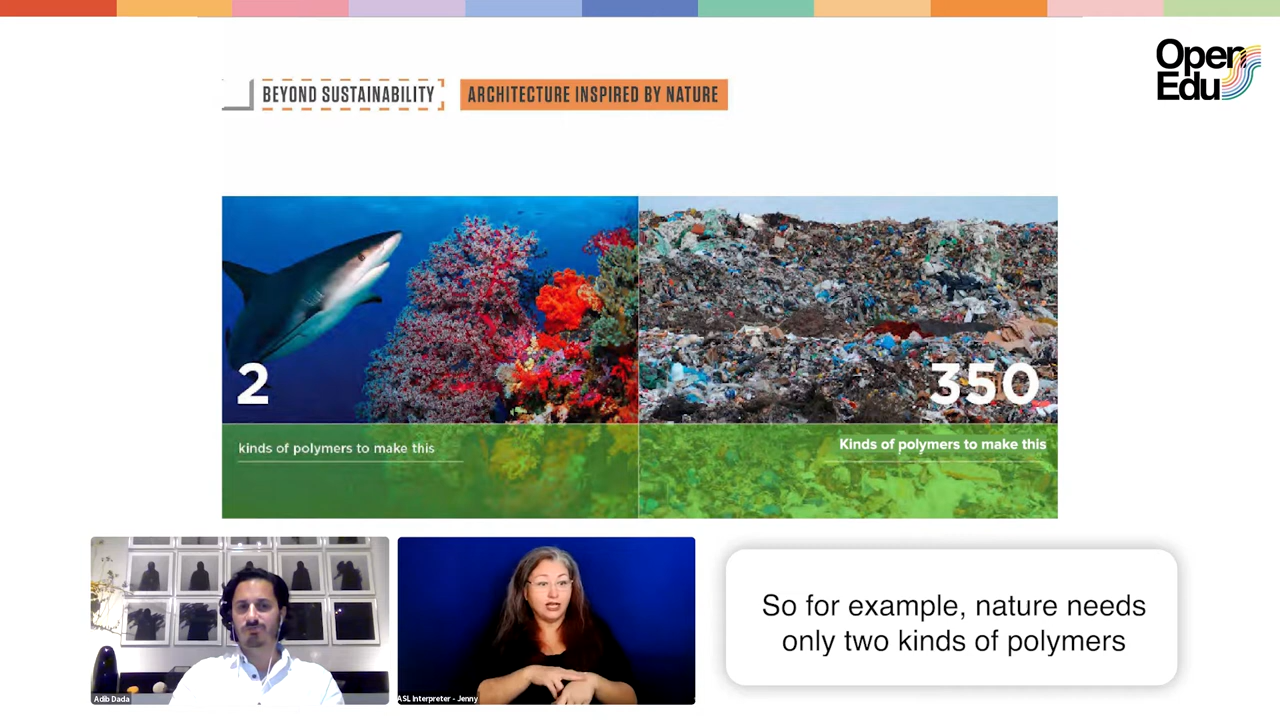 Open
Edu
BEYOND SUSTAINABILITY
ARCHITECTURE INSPIRED BY NATURE
2
350
kinds of polymers to make this
Kinds of polymers to make this
Adib Dada
ASL Interpreter - Jenny
So for example, nature needs
only two kinds of polymers